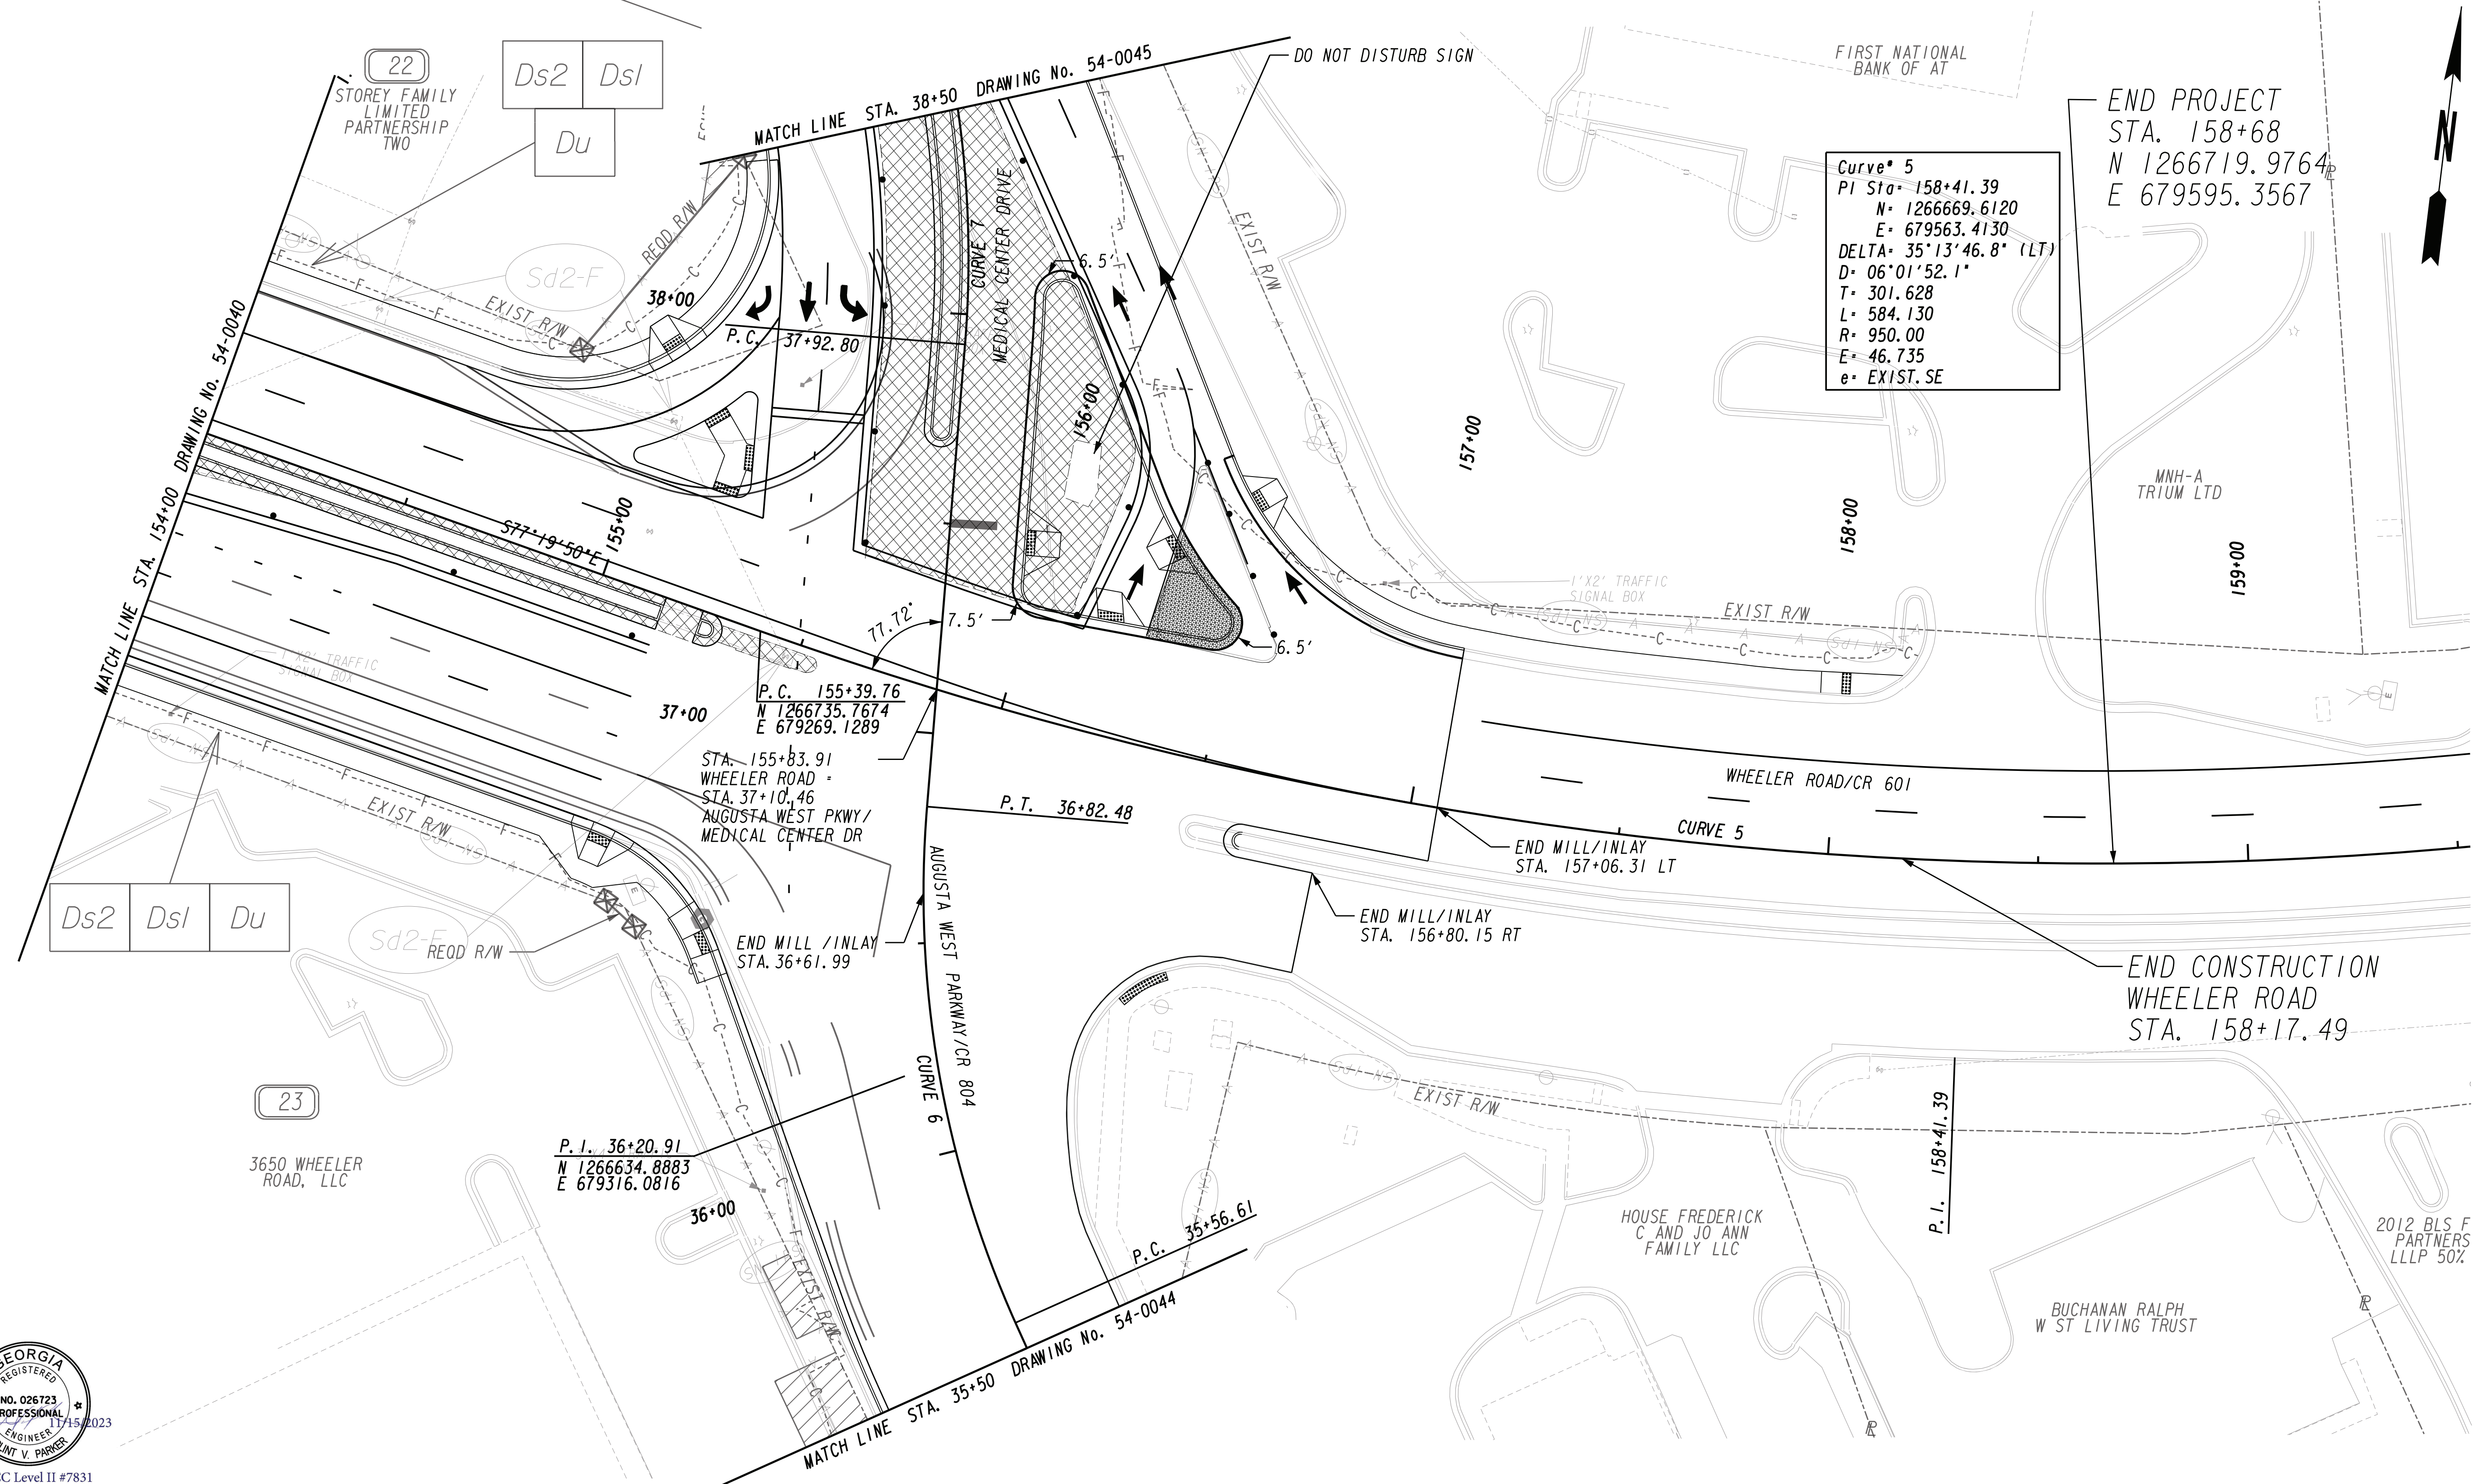 22
STOREY FAMILY
LIMITED
PARTNERSHIP
TWO
Ds2
Ds1
Du
MATCH LINE STA. 38+50 DRAWING No. 54-0045
DO NOT DISTURB SIGN
FIRST NATIONAL
BANK OF AT
END PROJECT
STA. 158+68
N 1266719.9764
E 679595.3567
N
Curve# 5
PI Sta= 158+41.39
N= 1266669.6120
E= 679563.4130
DELTA= 35°13'46.8" (LT)
D= 06°01'52.1"
T= 301.628
L= 584.130
R= 950.00
E= 46.735
e= EXIST.SE
MATCH LINE STA. 154+00 DRAWING No. 54-0040
REQD R/W
EXIST R/W
Sd2-F
38+00
P.C. 37+92.80
CURVE 7
MEDICAL CENTER DRIVE
6.5'
156+00
EXIST R/W
157+00
158+00
159+00
MNH-A
TRIUM LTD
S77°19'50"E
155+00
77.72°
7.5'
6.5'
1'X2' TRAFFIC
SIGNAL BOX
EXIST R/W
1'X2' TRAFFIC
SIGNAL BOX
37+00
P.C. 155+39.76
N 1266735.7674
E 679269.1289
STA. 155+83.91
WHEELER ROAD =
STA.37+10.46
AUGUSTA WEST PKWY/
MEDICAL CENTER DR
P.T. 36+82.48
WHEELER ROAD/CR 601
CURVE 5
END MILL/INLAY
STA. 157+06.31 LT
END MILL/INLAY
STA. 156+80.15 RT
EXIST R/W
Ds2
Ds1
Du
Sd2-F
REQD R/W
END MILL /INLAY
STA.36+61.99
AUGUSTA WEST PARKWAY/CR 804
CURVE 6
END CONSTRUCTION
WHEELER ROAD
STA. 158+17.49
23
3650 WHEELER
ROAD, LLC
P.I. 36+20.91
N 1266634.8883
E 679316.0816
36+00
EXIST R/W
P.C. 35+56.61
EXIST R/W
P.I. 158+41.39
HOUSE FREDERICK
C AND JO ANN
FAMILY LLC
BUCHANAN RALPH
W ST LIVING TRUST
2012 BLS F
PARTNERS
LLLP 50%
MATCH LINE STA. 35+50 DRAWING No. 54-0044
GEORGIA
REGISTERED
NO. 026723
PROFESSIONAL
ENGINEER
V. PARKER
11/15/2023
Level II #7831